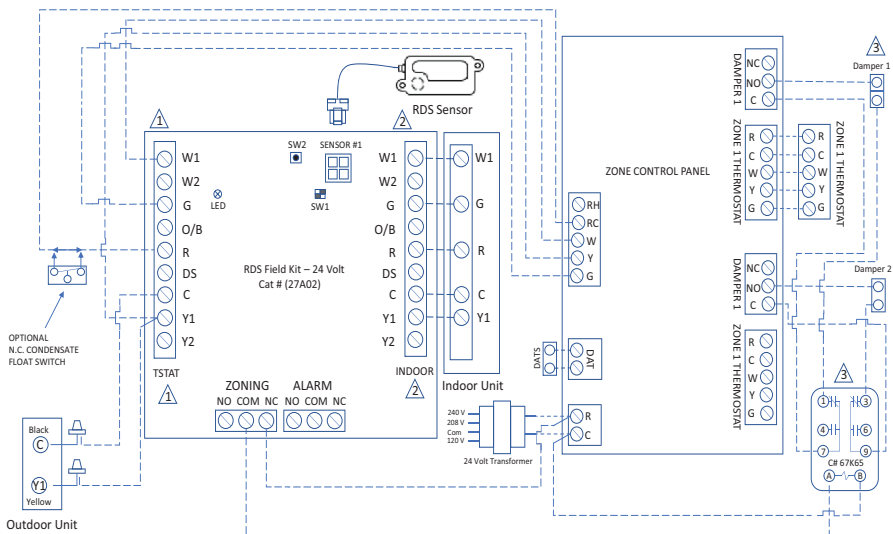 RDS Sensor
1
2
SW2
SENSOR #1
LED
SW1
W1
W2
G
O/B
R
DS
C
Y1
Y2
TSTAT
1
RDS Field Kit – 24 Volt
Cat # (27A02)
W1
W2
G
O/B
R
DS
C
Y1
Y2
INDOOR
2
ZONING
NO COM NC
ALARM
NO COM NC
W1
G
R
C
Y1
Indoor Unit
OPTIONAL
N.C. CONDENSATE
FLOAT SWITCH
Black
C
Y1
Yellow
Outdoor Unit
ZONE CONTROL PANEL
RH
RC
W
Y
G
DATS
DAT
R
C
240 V
208 V
Com
120 V
24 Volt Transformer
DAMPER 1
NC
NO
C
ZONE 1 THERMOSTAT
R
C
W
Y
G
R
C
W
Y
G
ZONE 1 THERMOSTAT
DAMPER 1
NC
NO
C
ZONE 1 THERMOSTAT
R
C
W
Y
G
3
Damper 1
Damper 2
3
1
3
4
6
7
9
C# 67K65
A
B